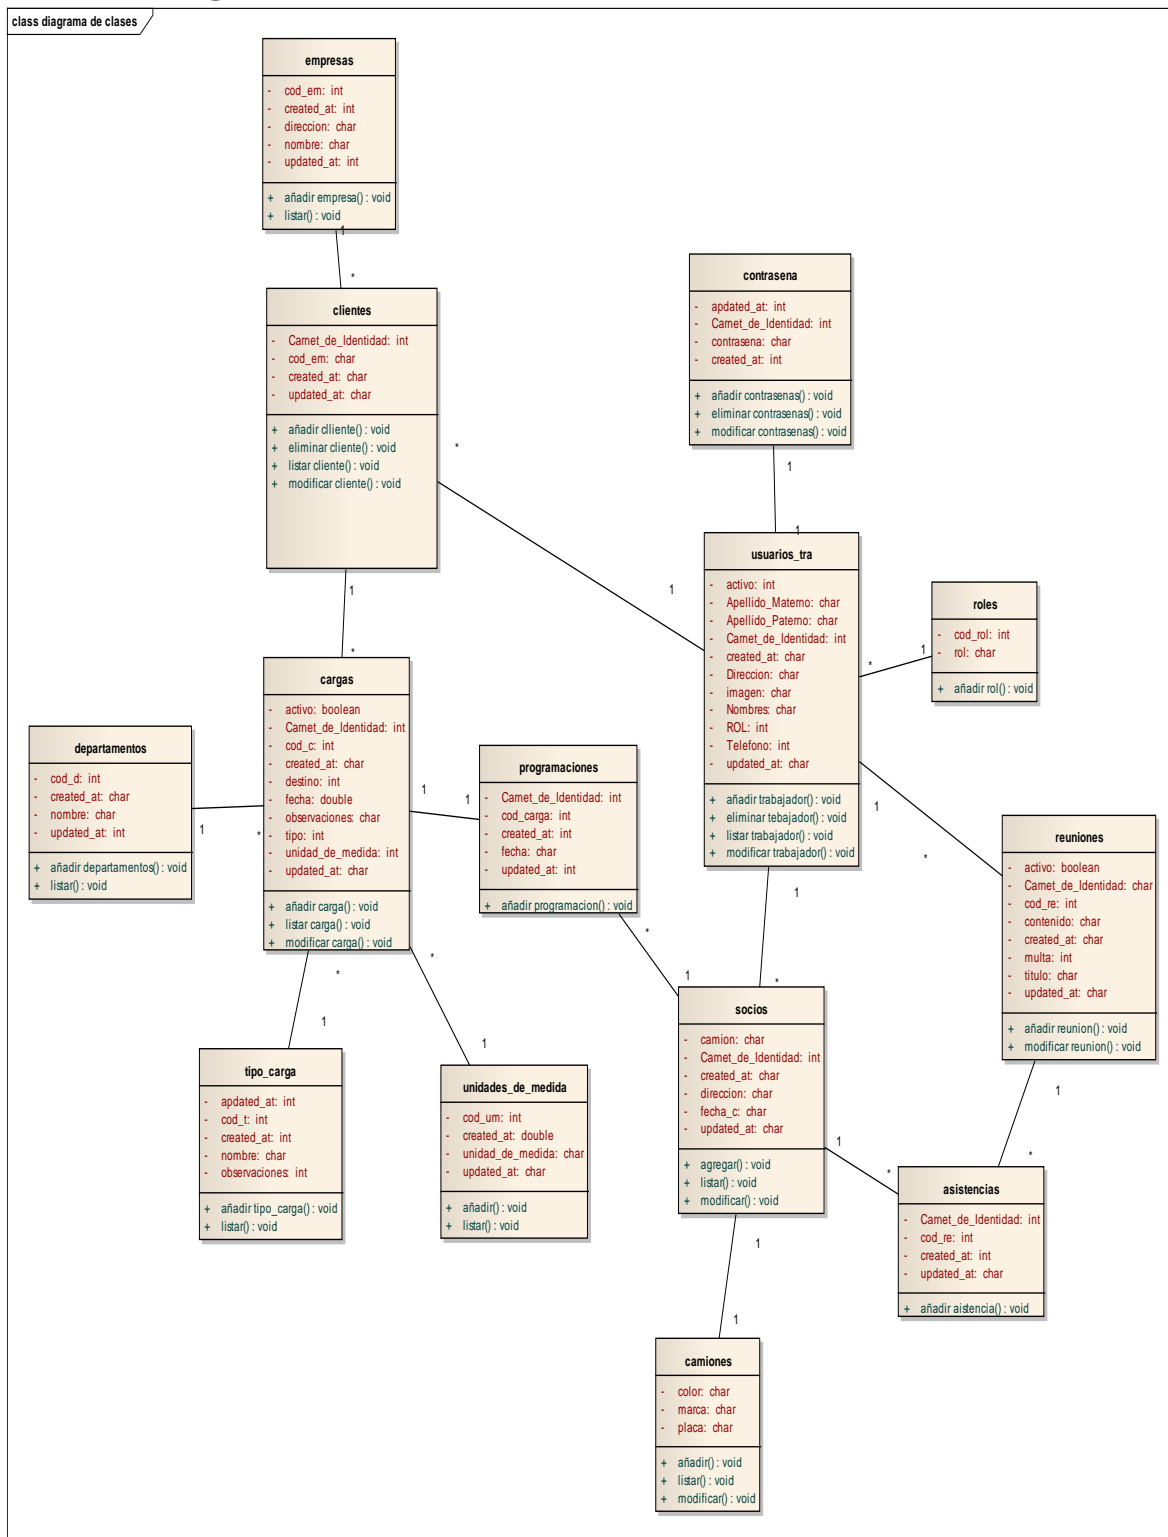 class diagrama de clases
empresas
- cod_em: int
- created_at: int
- direccion: char
- nombre: char
- updated_at: int
+ añadir empresa() : void
+ listar() : void
1
*
clientes
- Carnet_de_Identidad: int
- cod_em: char
- created_at: char
- updated_at: char
+ añadir clliente() : void
+ eliminar cliente() : void
+ listar cliente() : void
+ modificar cliente() : void
*
1
1
*
contrasena
- apdated_at: int
- Carnet_de_Identidad: int
- contrasena: char
- created_at: int
+ añadir contrasenas() : void
+ eliminar contrasenas() : void
+ modificar contrasenas() : void
1
1
usuarios_tra
- activo: int
- Apellido_Materno: char
- Apellido_Paterno: char
- Carnet_de_Identidad: int
- created_at: char
- Direccion: char
- imagen: char
- Nombres: char
- ROL: int
- Telefono: int
- updated_at: char
+ añadir trabajador() : void
+ eliminar tebajador() : void
+ listar trabajador() : void
+ modificar trabajador() : void
*
1
roles
- cod_rol: int
- rol: char
+ añadir rol() : void
cargas
- activo: boolean
- Carnet_de_Identidad: int
- cod_c: int
- created_at: char
- destino: int
- fecha: double
- observaciones: char
- tipo: int
- unidad_de_medida: int
- updated_at: char
+ añadir carga() : void
+ listar carga() : void
+ modificar carga() : void
departamentos
- cod_d: int
- created_at: char
- nombre: char
- updated_at: int
+ añadir departamentos() : void
+ listar() : void
1
*
1
1
programaciones
- Carnet_de_Identidad: int
- cod_carga: int
- created_at: int
- fecha: char
- updated_at: int
+ añadir programacion() : void
*
1
1
*
1
*
reuniones
- activo: boolean
- Carnet_de_Identidad: char
- cod_re: int
- contenido: char
- created_at: char
- multa: int
- titulo: char
- updated_at: char
+ añadir reunion() : void
+ modificar reunion() : void
*
1
*
1
tipo_carga
- apdated_at: int
- cod_t: int
- created_at: int
- nombre: char
- observaciones: int
+ añadir tipo_carga() : void
+ listar() : void
unidades_de_medida
- cod_um: int
- created_at: double
- unidad_de_medida: char
- updated_at: char
+ añadir() : void
+ listar() : void
socios
- camion: char
- Carnet_de_Identidad: int
- created_at: char
- direccion: char
- fecha_c: char
- updated_at: char
+ agregar() : void
+ listar() : void
+ modificar() : void
1
*
1
*
asistencias
- Carnet_de_Identidad: int
- cod_re: int
- created_at: int
- updated_at: char
+ añadir aistencia() : void
1
1
camiones
- color: char
- marca: char
- placa: char
+ añadir() : void
+ listar() : void
+ modificar() : void